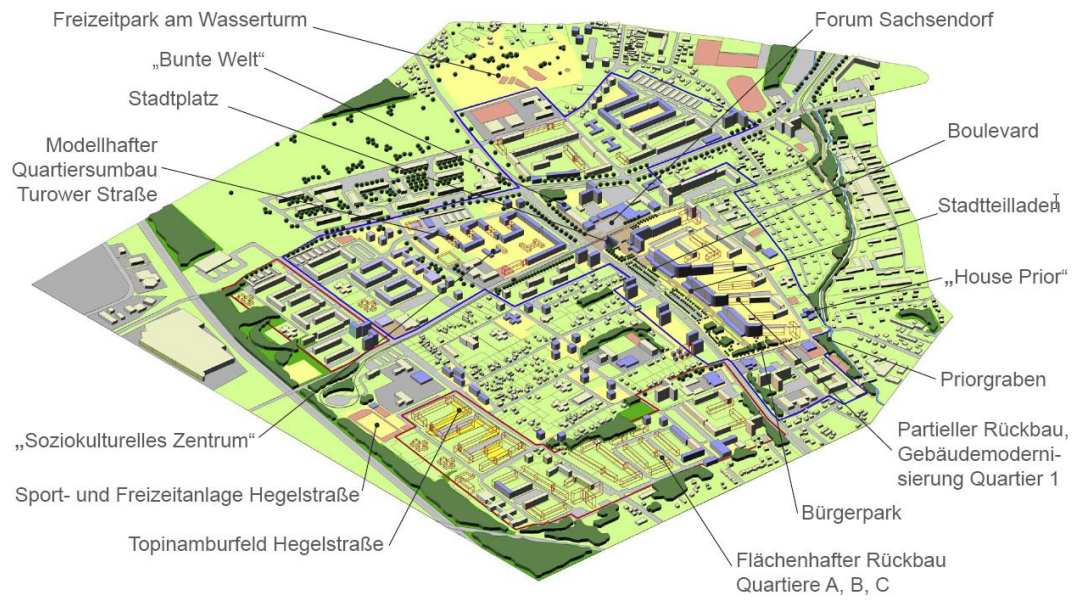 Freizeitpark am Wasserturm
„Bunte Welt“
Stadtplatz
Modellhafter
Quartiersumbau
Turower Straße
„Soziokulturelles Zentrum“
Sport- und Freizeitanlage Hegelstraße
Topinamburfeld Hegelstraße
Forum Sachsendorf
Boulevard
Stadtteilladen
„House Prior“
Priorgraben
Partieller Rückbau,
Gebäudemoderni-
sierung Quartier 1
Bürgerpark
Flächenhafter Rückbau
Quartiere A, B, C